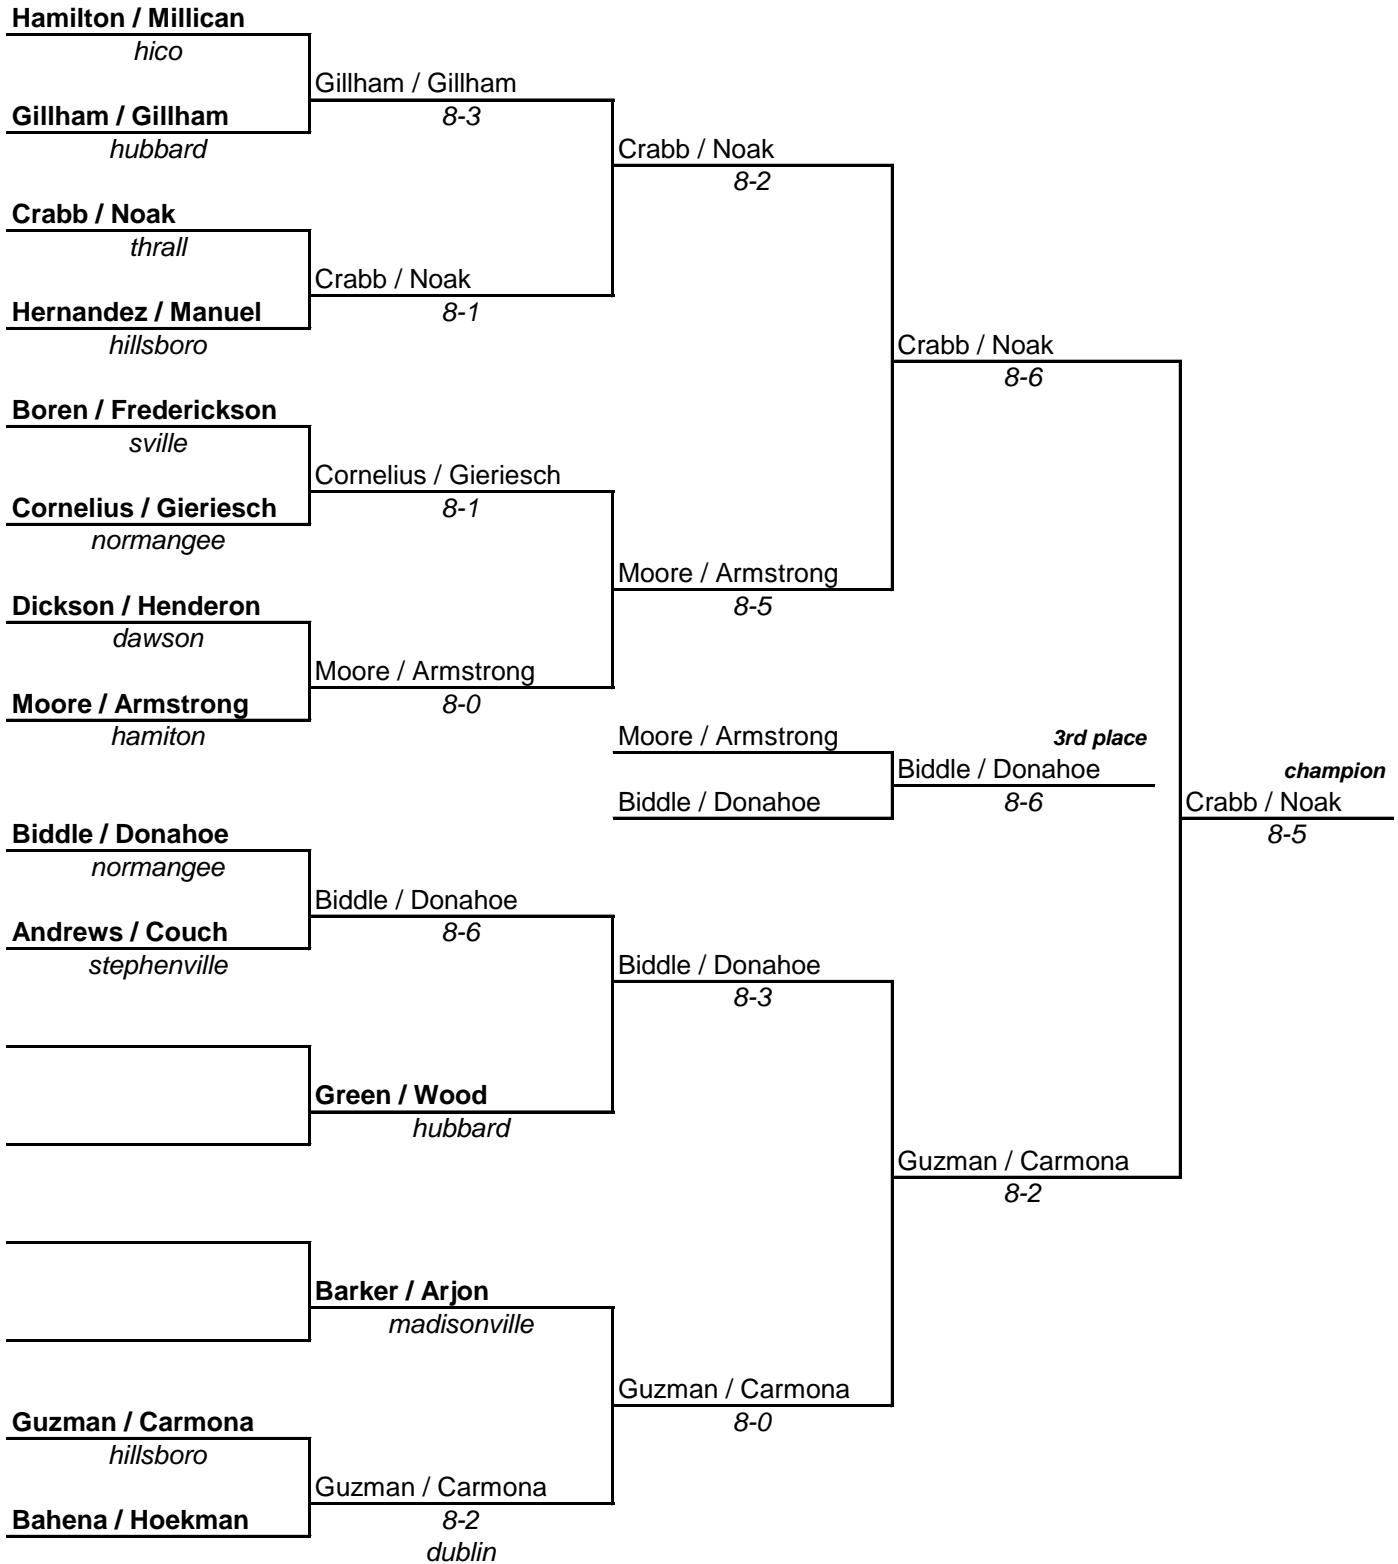 Hamilton / Millican
hico
Gillham / Gillham
8-3
Gillham / Gillham
hubbard
Crabb / Noak
8-2
Crabb / Noak
thrall
Crabb / Noak
8-1
Hernandez / Manuel
hillsboro
Crabb / Noak
8-6
Boren / Frederickson
sville
Cornelius / Gieriesch
8-1
Cornelius / Gieriesch
normangee
Moore / Armstrong
8-5
Dickson / Henderon
dawson
Moore / Armstrong
8-0
Moore / Armstrong
hamiton
Moore / Armstrong
3rd place
Biddle / Donahoe
8-6
Biddle / Donahoe
champion
Crabb / Noak
8-5
Biddle / Donahoe
normangee
Biddle / Donahoe
8-6
Andrews / Couch
stephenville
Biddle / Donahoe
8-3
Green / Wood
hubbard
Guzman / Carmona
8-2
Barker / Arjon
madisonville
Guzman / Carmona
8-0
Guzman / Carmona
hillsboro
Guzman / Carmona
8-2
Bahena / Hoekman
dublin